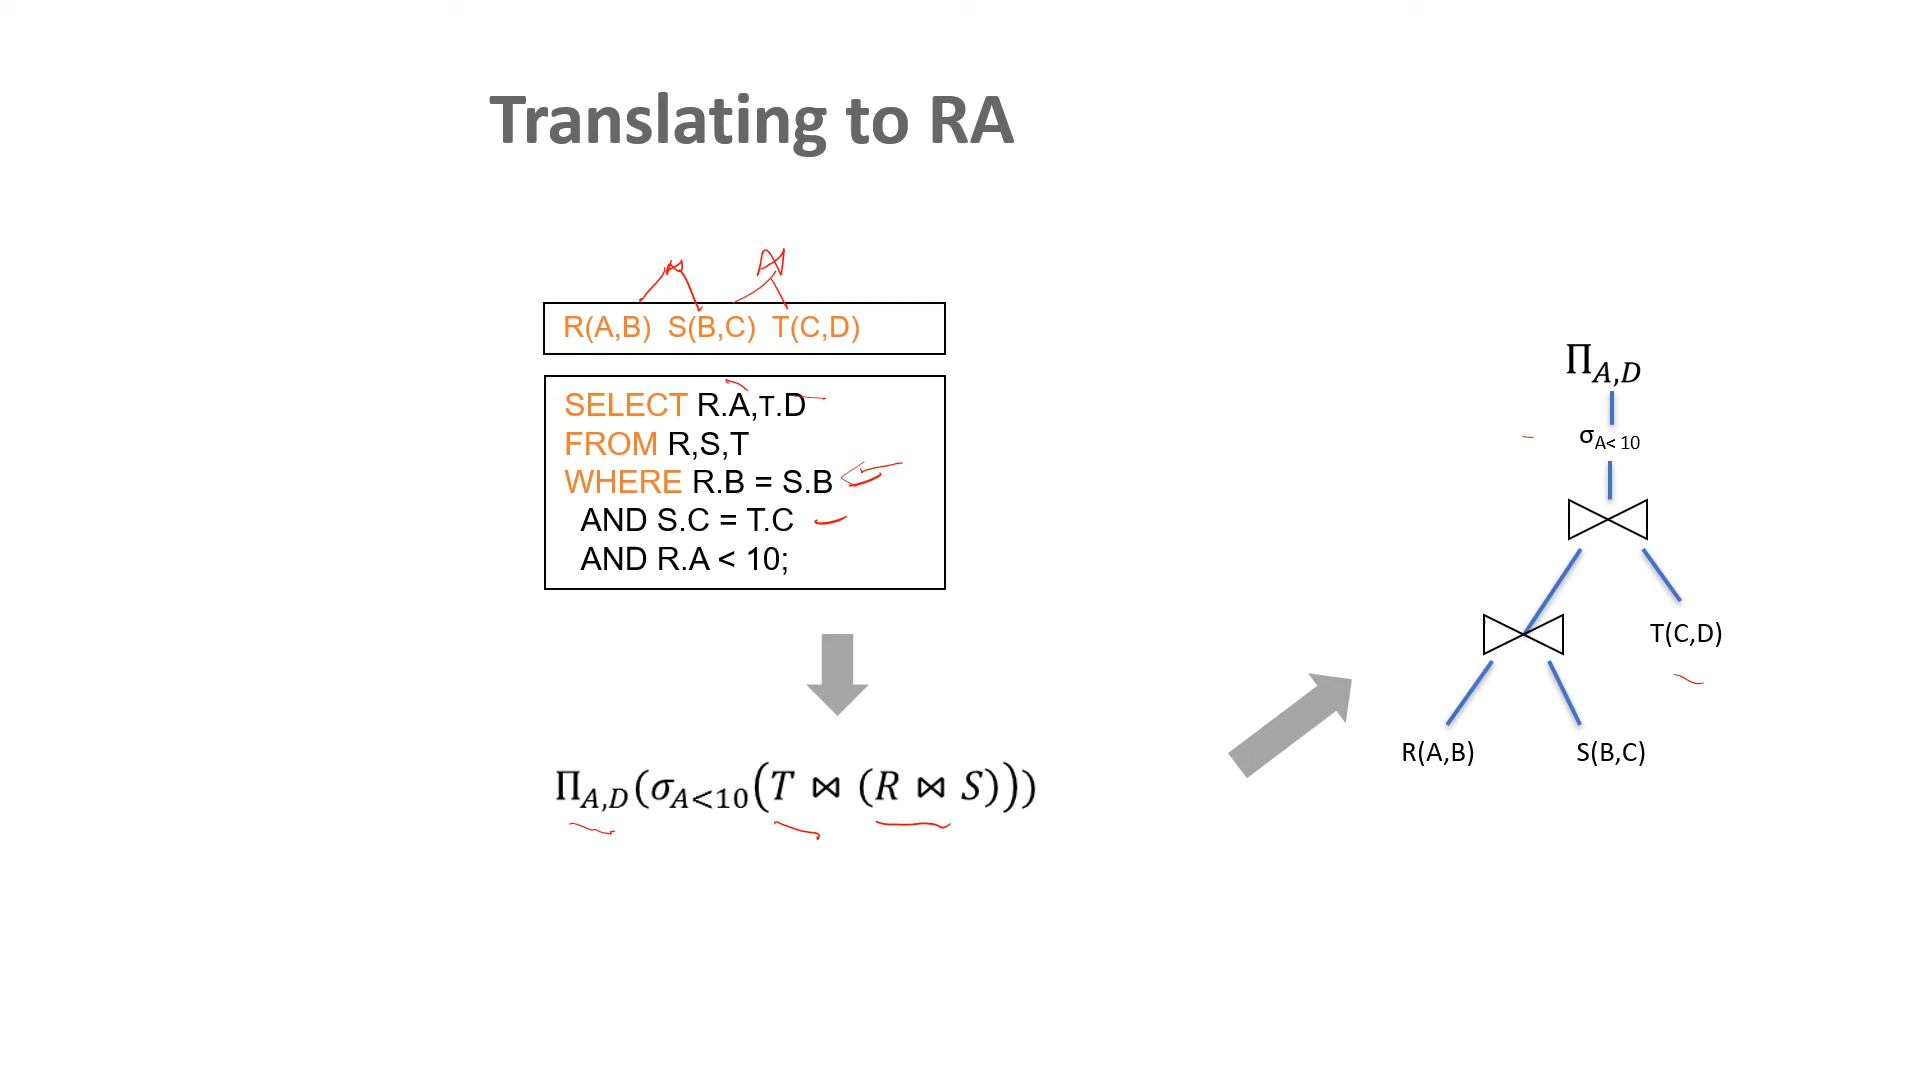 Translating to RA
R(A,B) S(B,C) T(C,D)
SELECT R.A,T.D
FROM R,S,T
WHERE R.B = S.B
AND S.C = T.C
AND R.A < 10;
Π_{A,D}(σ_{A<10}(T ⋈ (R ⋈ S)))
Π_{A,D}
σ_{A< 10}
T(C,D)
R(A,B) S(B,C)